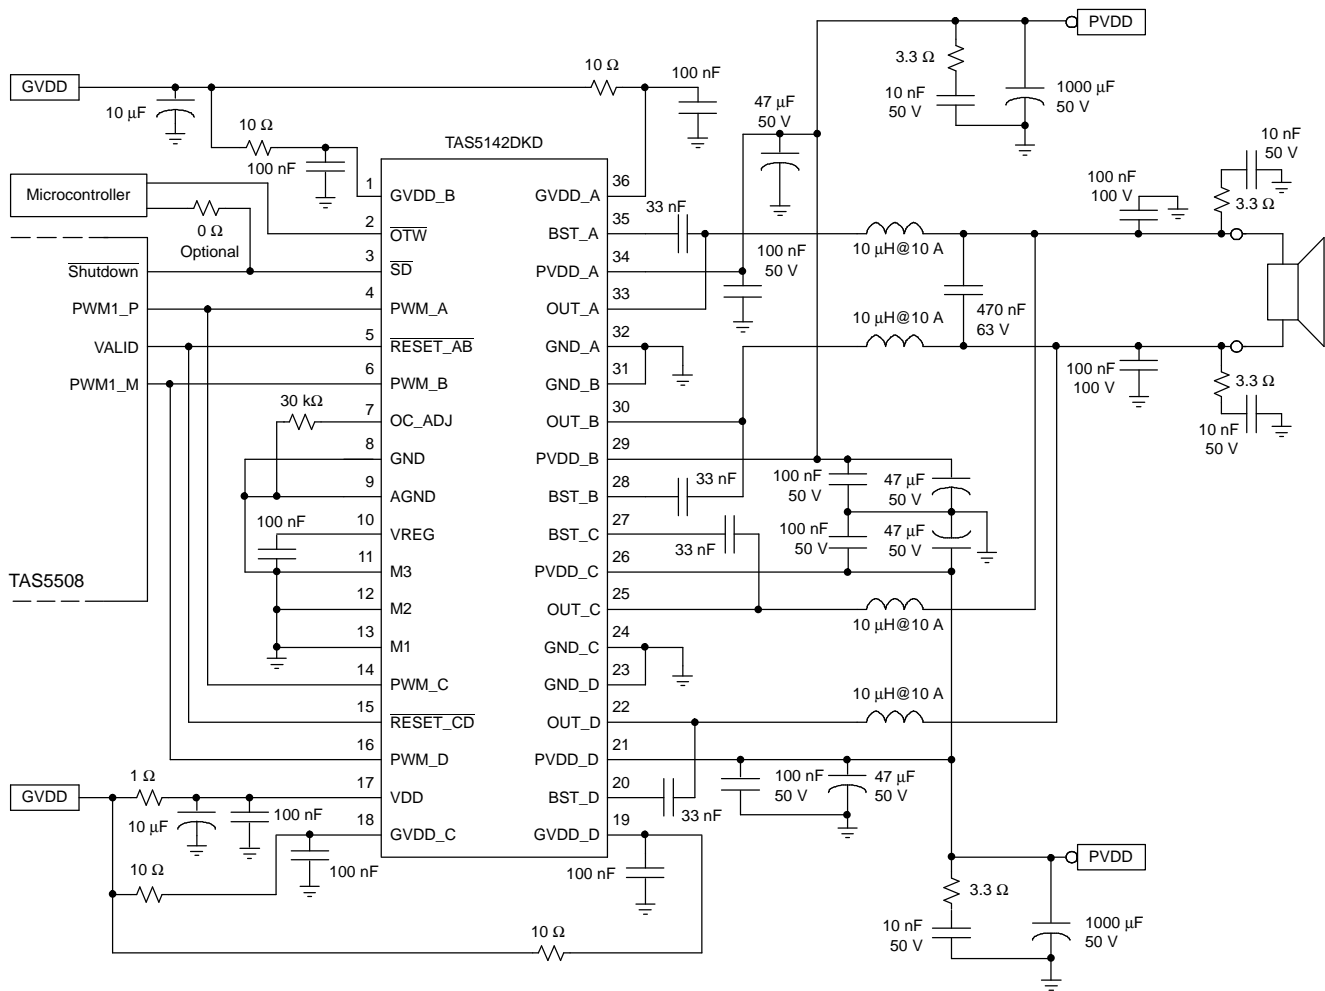 PVDD
3.3 Ω
10 nF
50 V
1000 µF
50 V
GVDD
10 µF
10 Ω
100 nF
10 Ω
100 nF
47 µF
50 V
TAS5142DKD
Microcontroller
0 Ω
Optional
Shutdown
PWM1_P
VALID
PWM1_M
TAS5508
30 kΩ
100 nF
1
GVDD_B
2
OTW
3
SD
4
PWM_A
5
RESET_AB
6
PWM_B
7
OC_ADJ
8
GND
9
AGND
10
VREG
11
M3
12
M2
13
M1
14
PWM_C
15
RESET_CD
16
PWM_D
17
VDD
18
GVDD_C
36
GVDD_A
35
BST_A
34
PVDD_A
33
OUT_A
32
GND_A
31
GND_B
30
OUT_B
29
PVDD_B
28
BST_B
27
BST_C
26
PVDD_C
25
OUT_C
24
GND_C
23
GND_D
22
OUT_D
21
PVDD_D
20
BST_D
19
GVDD_D
33 nF
100 nF
50 V
10 µH@10 A
10 µH@10 A
470 nF
63 V
100 nF
100 V
10 nF
50 V
3.3 Ω
100 nF
100 V
3.3 Ω
10 nF
50 V
33 nF
100 nF
50 V
47 µF
50 V
33 nF
100 nF
50 V
47 µF
50 V
10 µH@10 A
10 µH@10 A
100 nF
50 V
47 µF
50 V
33 nF
GVDD
1 Ω
10 µF
100 nF
10 Ω
100 nF
100 nF
10 Ω
PVDD
3.3 Ω
10 nF
50 V
1000 µF
50 V